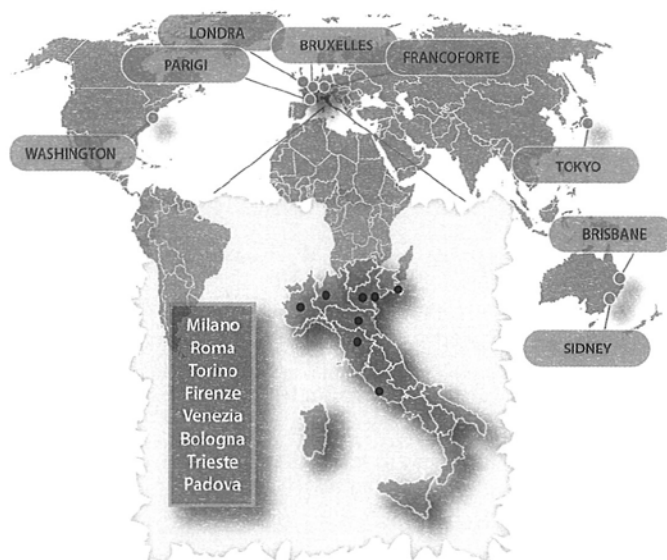 LONDRA
BRUXELLES
PARIGI
FRANCOFORTE
WASHINGTON
TOKYO
BRISBANE
SIDNEY
Milano
Roma
Torino
Firenze
Venezia
Bologna
Trieste
Padova